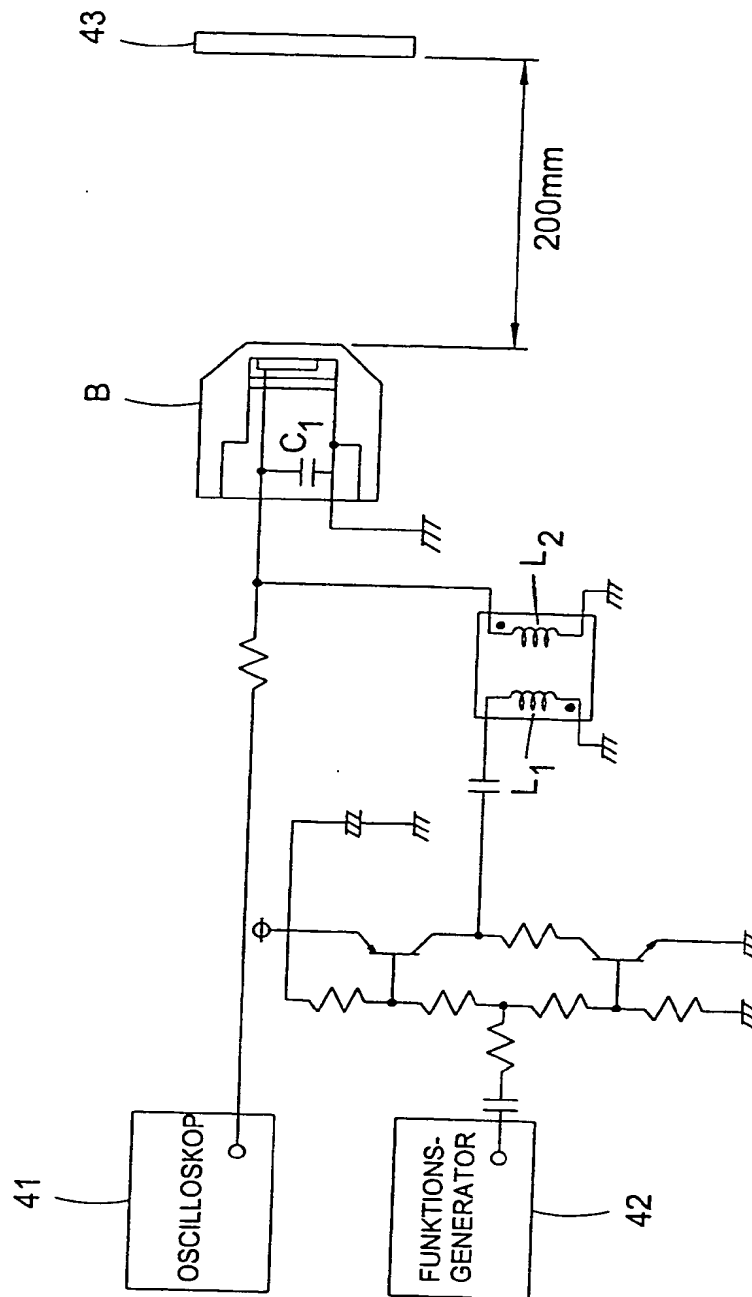 43
200mm
B
C1
L2
L1
41
OSCILLOSKOP
FUNKTIONS-
GENERATOR
42